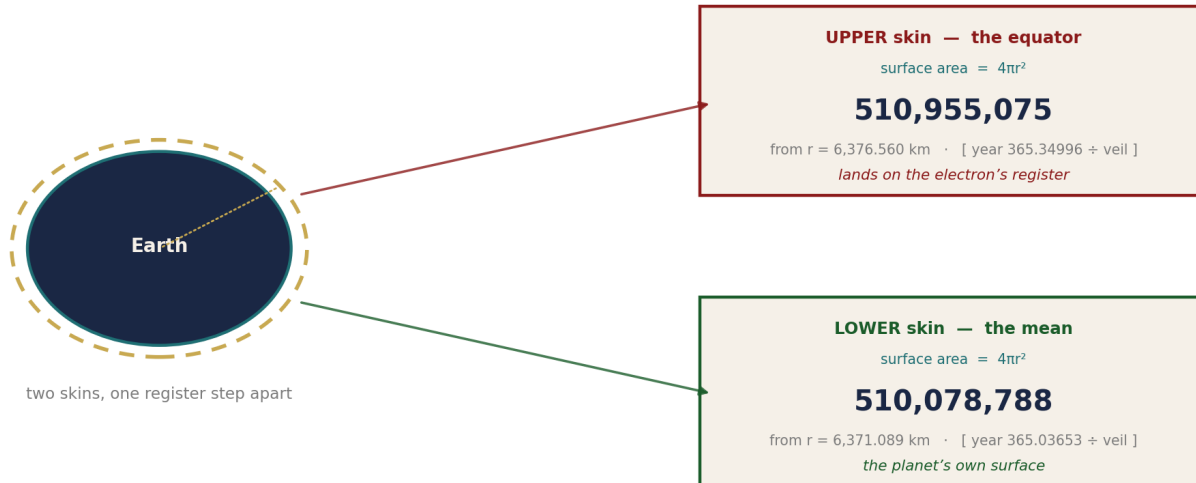 UPPER skin — the equator
surface area = 4πr²
510,955,075
from r = 6,376.560 km · [ year 365.34996 ÷ veil ]
lands on the electron’s register
Earth
two skins, one register step apart
LOWER skin — the mean
surface area = 4πr²
510,078,788
from r = 6,371.089 km · [ year 365.03653 ÷ veil ]
the planet’s own surface